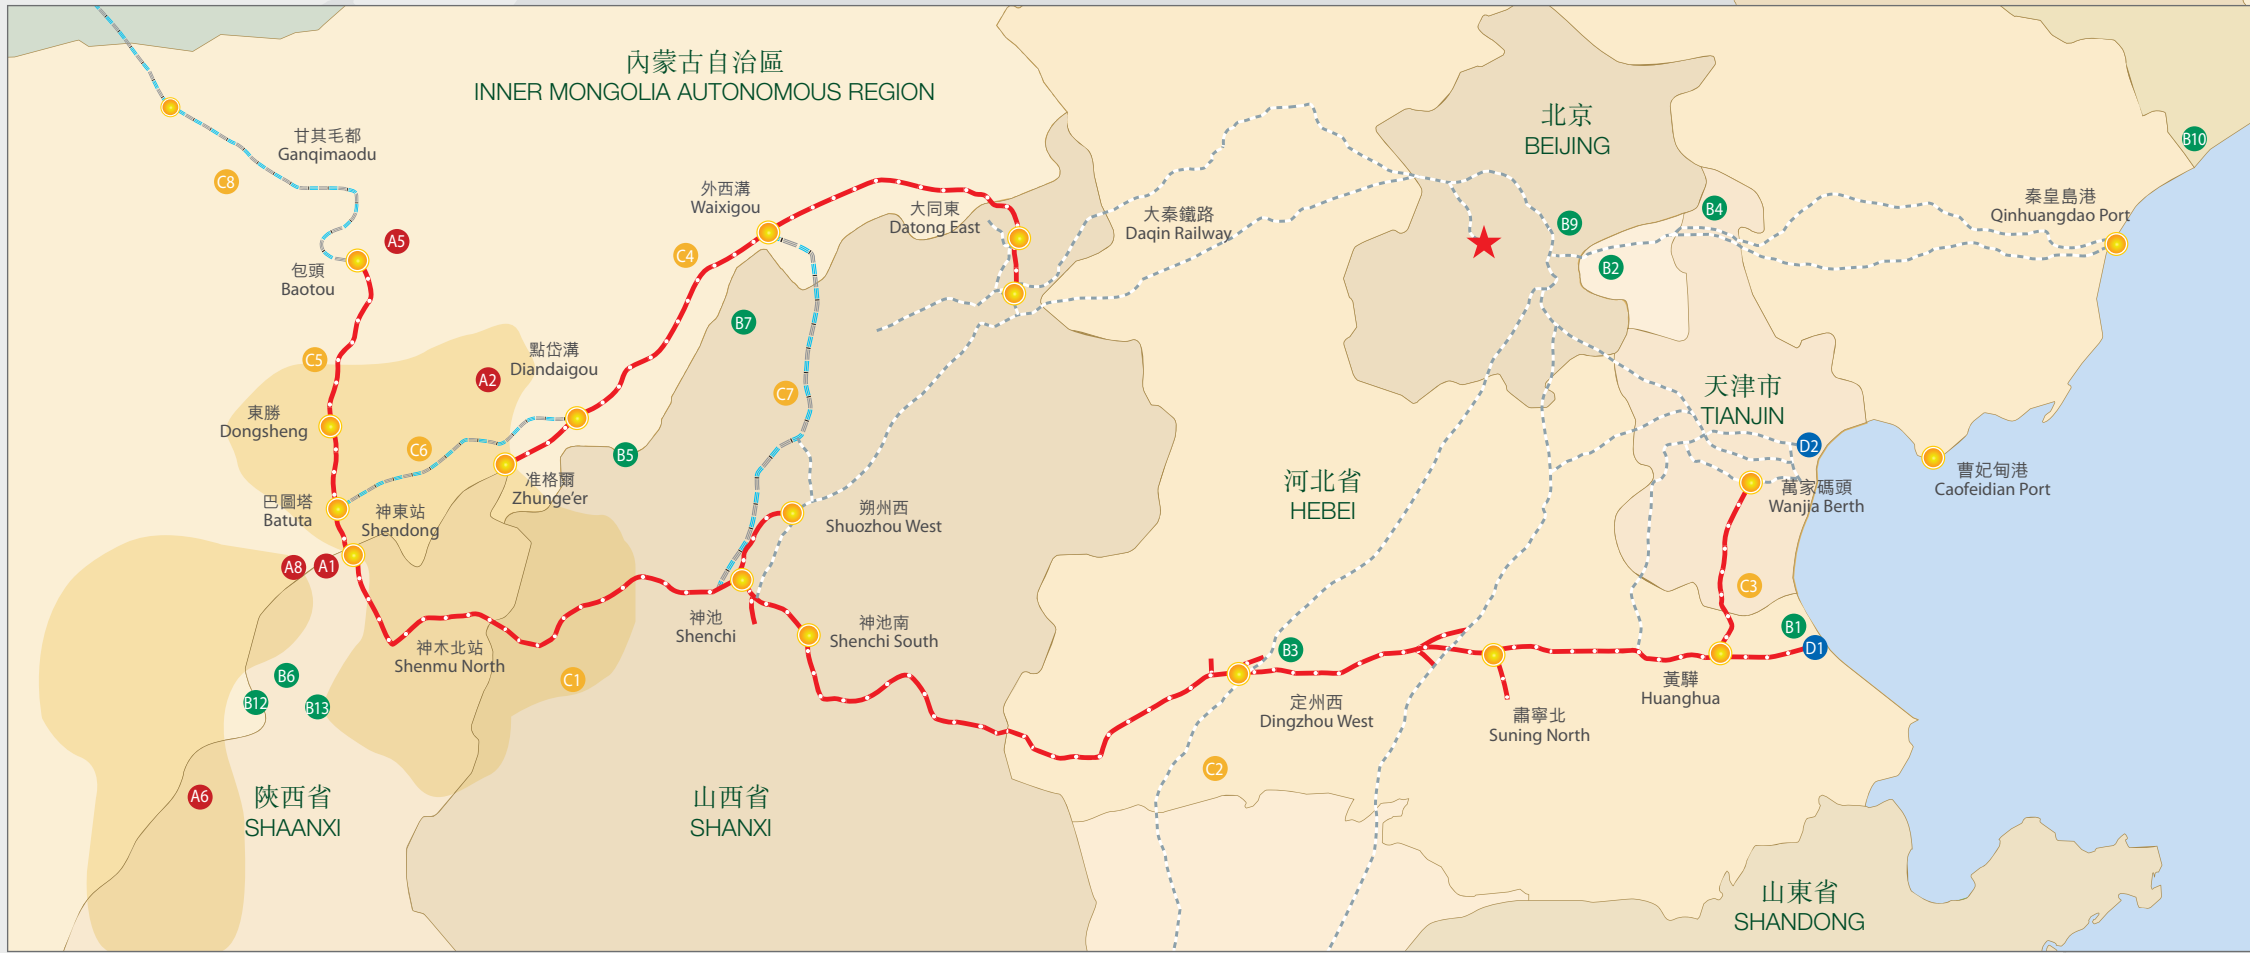 內蒙古自治區
INNER MONGOLIA AUTONOMOUS REGION
北京
BEIJING
B10
甘其毛都
Ganqimaodu
C8
外西溝
Waixigou
大同東
Datong East
大秦鐵路
Daqin Railway
B9
B4
秦皇島港
Qinhuangdao Port
A5
包頭
Baotou
C4
B2
B7
C5
點岱溝
Diandaigou
A2
C7
天津市
TIANJIN
東勝
Dongsheng
C6
B5
D2
准格爾
Zhunge'er
河北省
HEBEI
曹妃甸港
Caofeidian Port
萬家碼頭
Wanjia Berth
巴圖塔
Batuta
神東站
Shendong
朔州西
Shuozhou West
A8
A1
C3
神池
Shenchi
神池南
Shenchi South
B1
D1
神木北站
Shenmu North
B3
C1
B6
B12
B13
定州西
Dingzhou West
肅寧北
Suning North
黃驊
Huanghua
C2
A6
陝西省
SHAANXI
山西省
SHANXI
山東省
SHANDONG